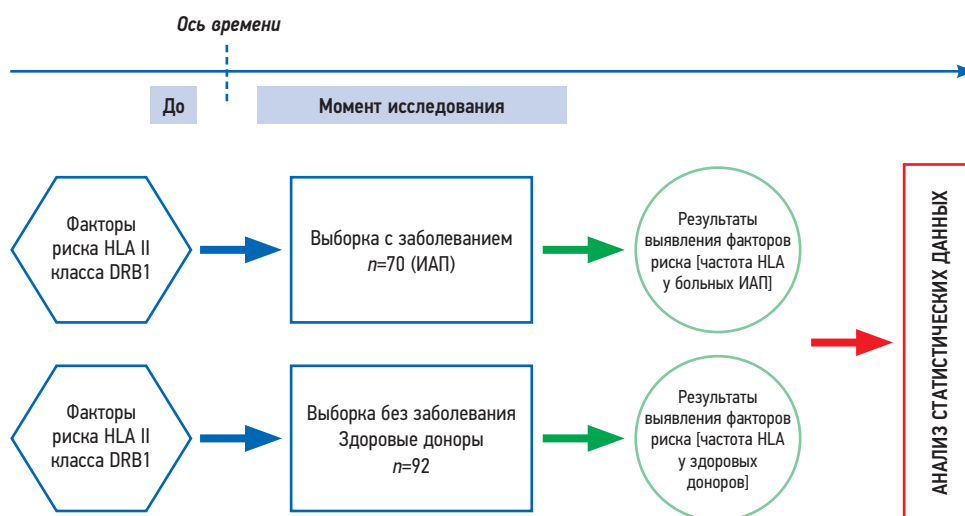 Ось времени
До
Момент исследования
Факторы
риска HLA II
класса DRB1
Выборка с заболеванием
n=70 (ИАП)
Результаты
выявления факторов
риска [частота HLA
у больных ИАП]
Факторы
риска HLA II
класса DRB1
Выборка без заболевания
Здоровые доноры
n=92
Результаты
выявления факторов
риска [частота HLA
у здоровых
доноров]
АНАЛИЗ СТАТИСТИЧЕСКИХ ДАННЫХ